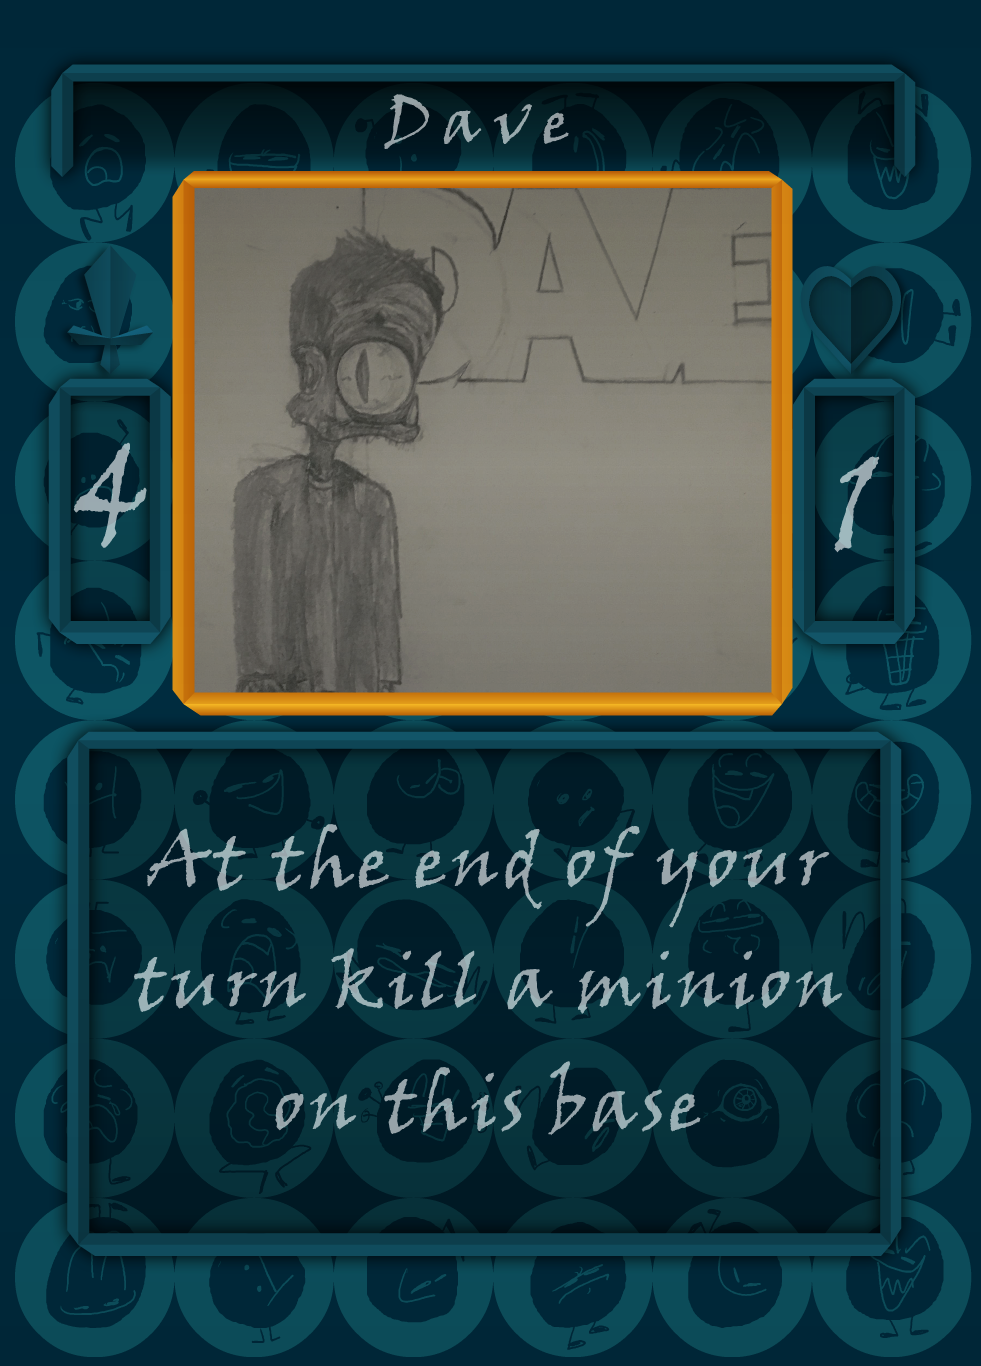 Dave
DAVE
4
1
At the end of your
turn kill a minion
on this base